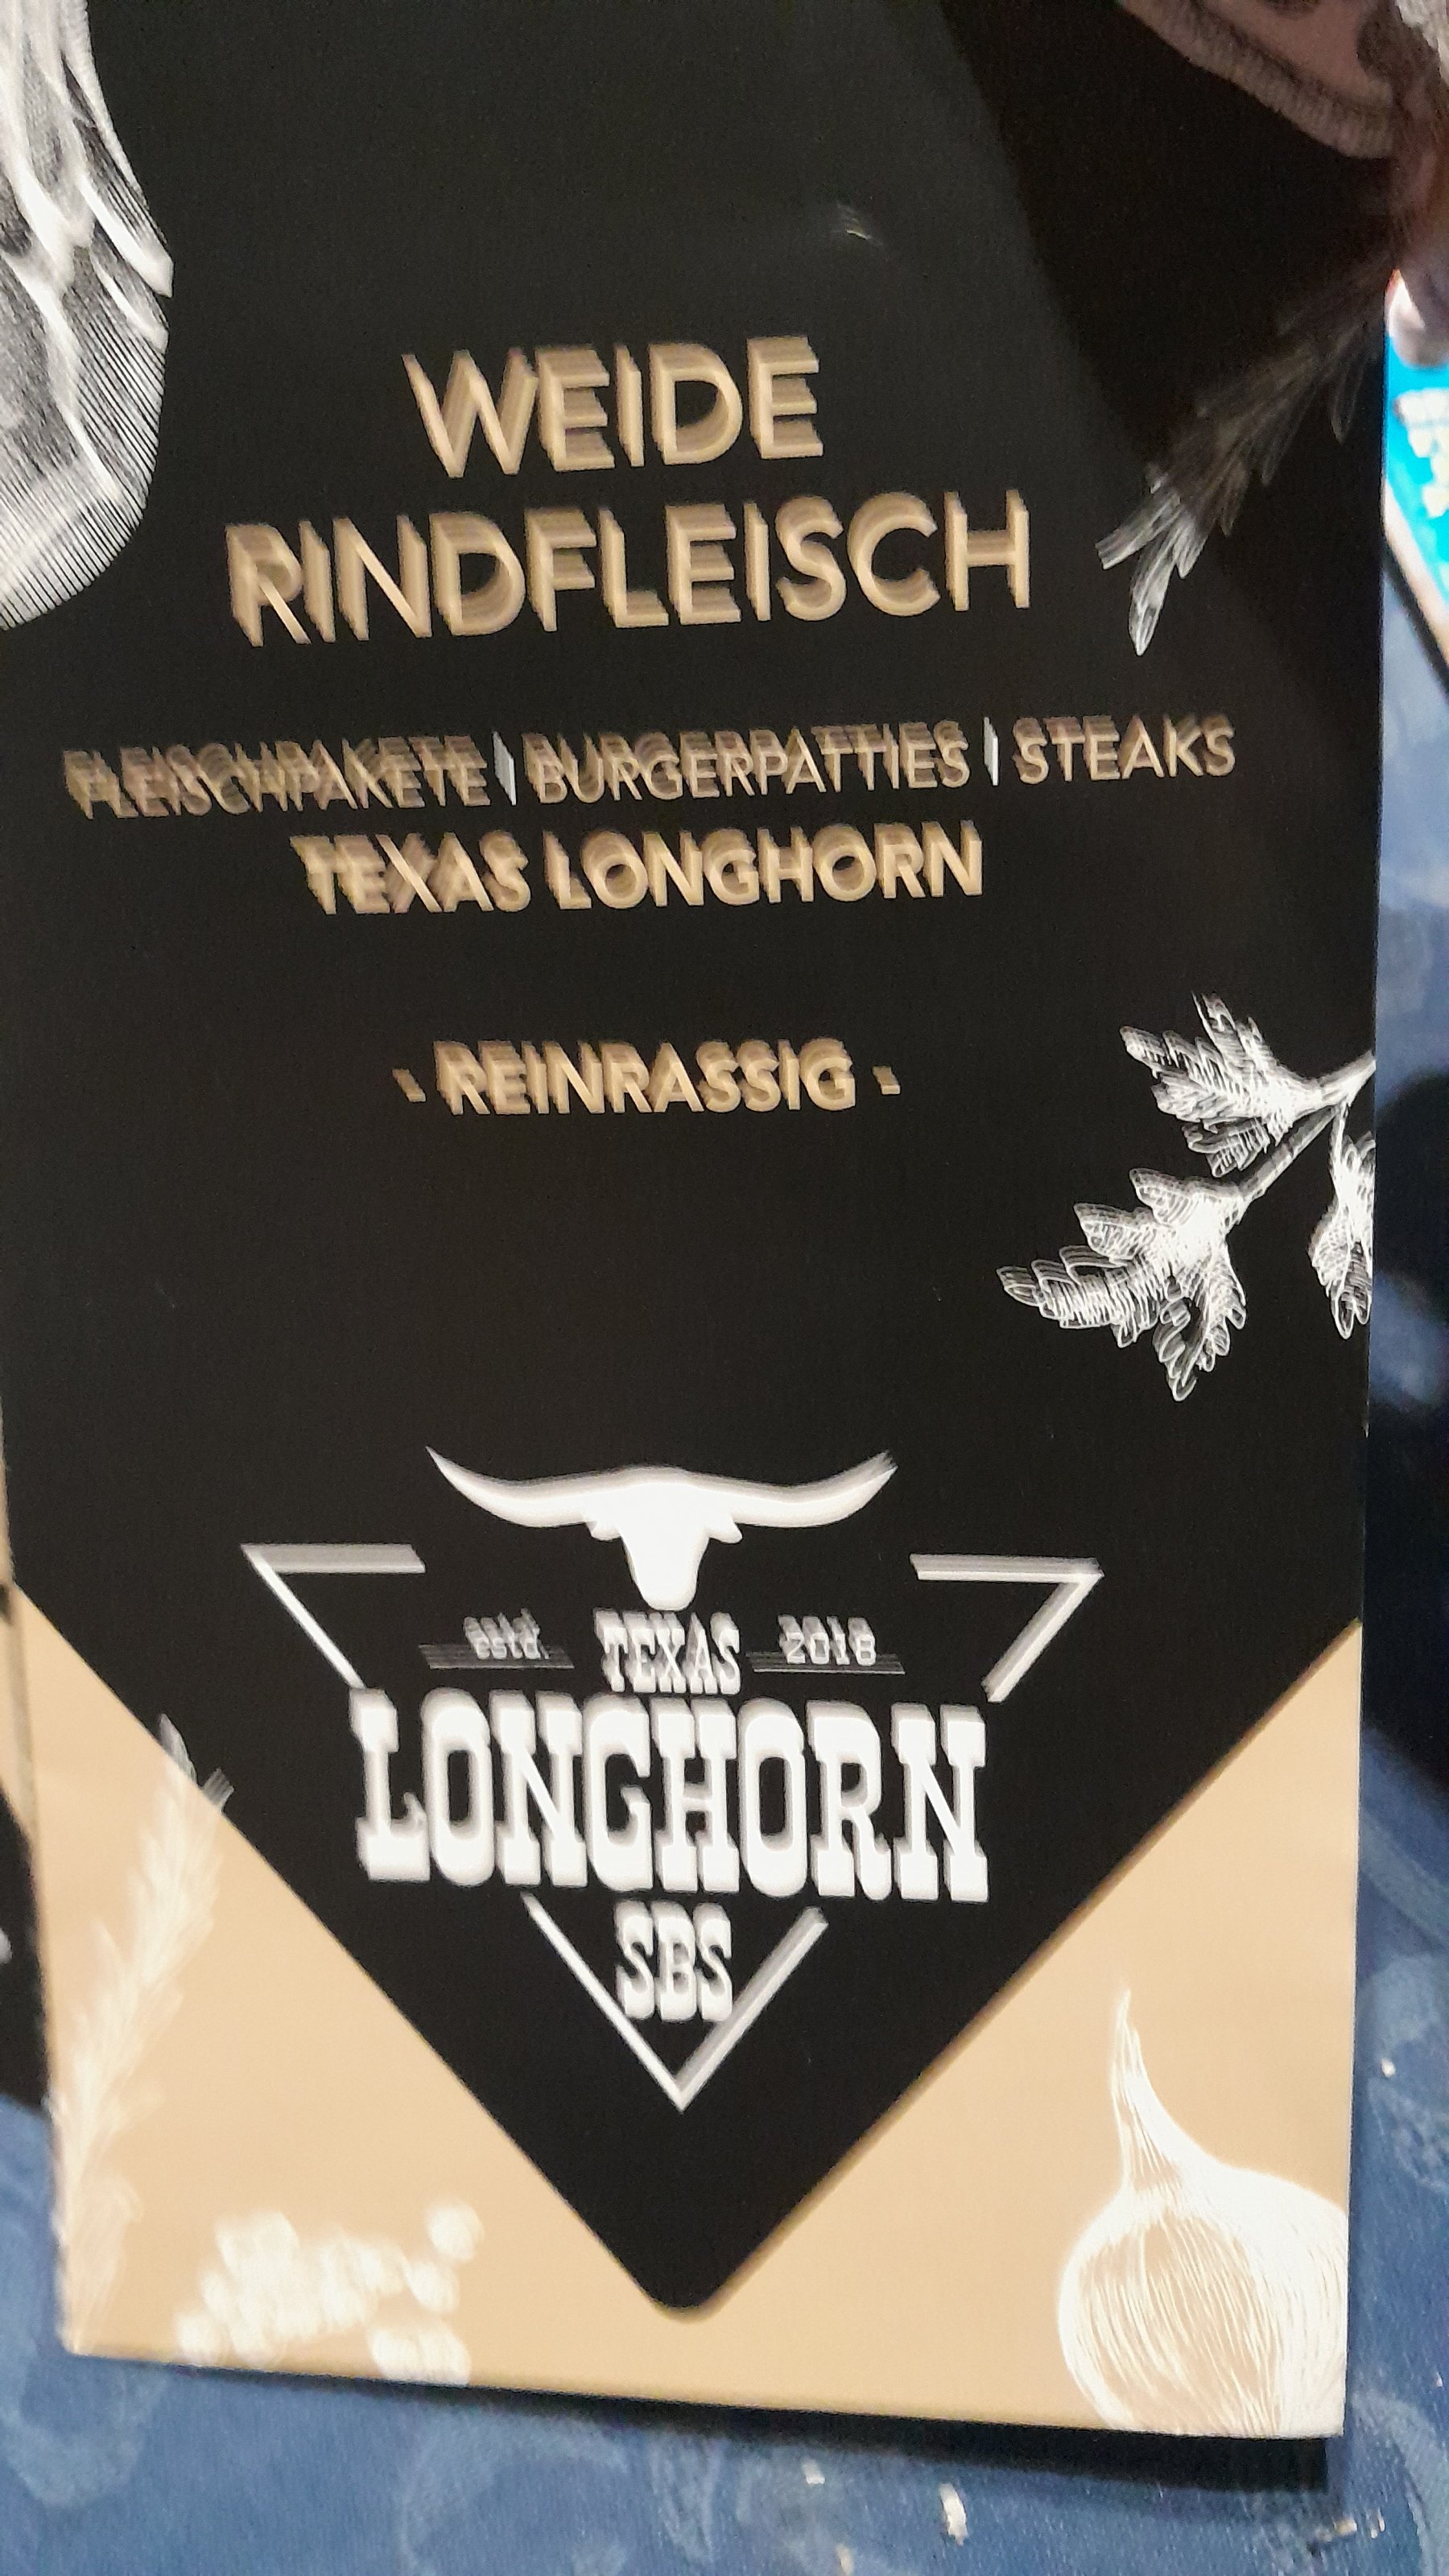 WEIDE
RINDFLEISCH
FLEISCHPAKETE | BURGERPATTIES | STEAKS
TEXAS LONGHORN
- REINRASSIG -
estd. TEXAS 2018
LONGHORN
SBS